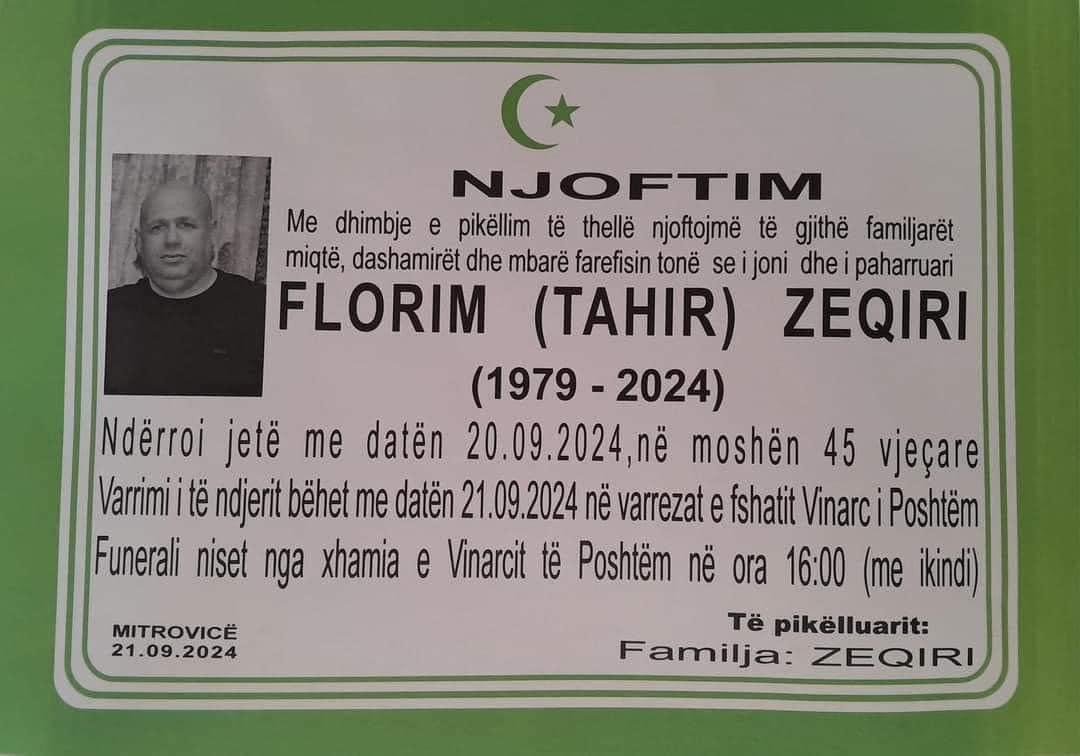 NJOFTIM
Me dhimbje e pikëllim të thellë njoftojmë të gjithë familjarët
miqtë, dashamirët dhe mbarë farefisin tonë se i joni dhe i paharruari
FLORIM (TAHIR) ZEQIRI
(1979 - 2024)
Ndërroi jetë me datën 20.09.2024,në moshën 45 vjeçare
Varrimi i të ndjerit bëhet me datën 21.09.2024 në varrezat e fshatit Vinarc i Poshtëm
Funerali niset nga xhamia e Vinarcit të Poshtëm në ora 16:00 (me ikindi)
MITROVICË
21.09.2024
Të pikëlluarit:
Familja: ZEQIRI